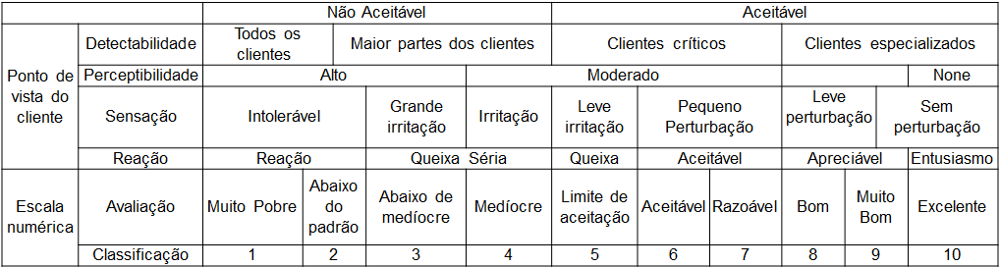 Não Aceitável Aceitável
Detectabilidade Todos os clientes Maior partes dos clientes Clientes críticos Clientes especializados
Ponto de vista do cliente
Perceptibilidade Alto Moderado None
Sensação Intolerável Grande irritação Irritação Leve irritação Pequeno Perturbação Leve perturbação Sem perturbação
Reação Reação Queixa Séria Queixa Aceitável Apreciável Entusiasmo
Escala numérica
Avaliação Muito Pobre Abaixo do padrão Abaixo de medíocre Medíocre Limite de aceitação Aceitável Razoável Bom Muito Bom Excelente
Classificação 1 2 3 4 5 6 7 8 9 10